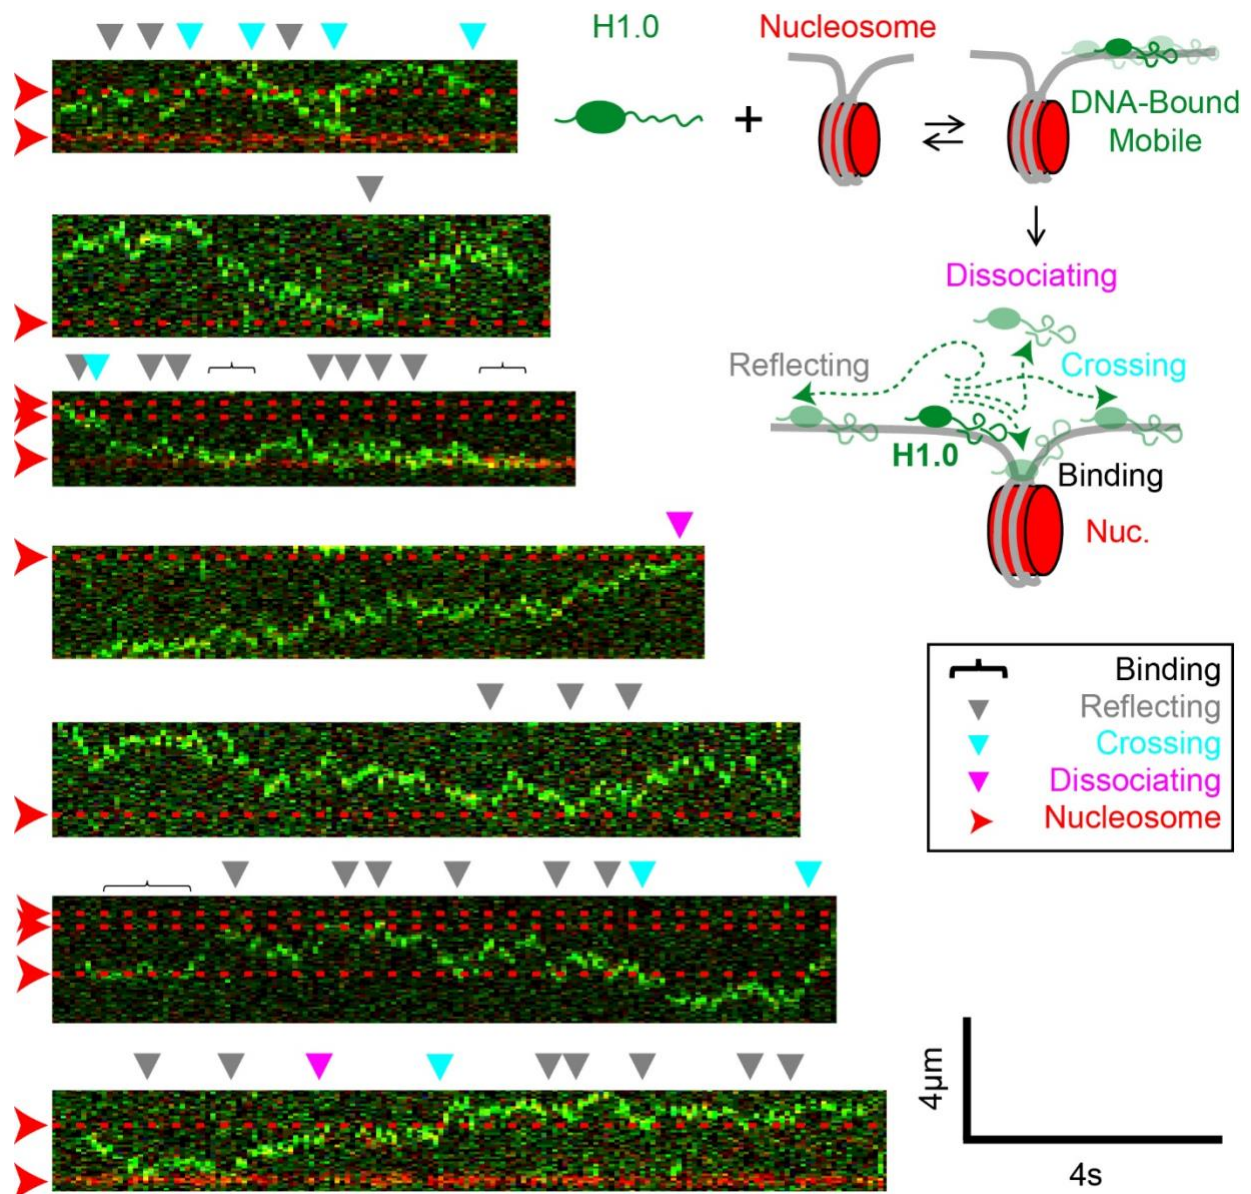 H1.0
Nucleosome
+
DNA-Bound
Mobile
Dissociating
Reflecting
Crossing
H1.0
Binding
Nuc.
Binding
Reflecting
Crossing
Dissociating
Nucleosome
4μm
4s